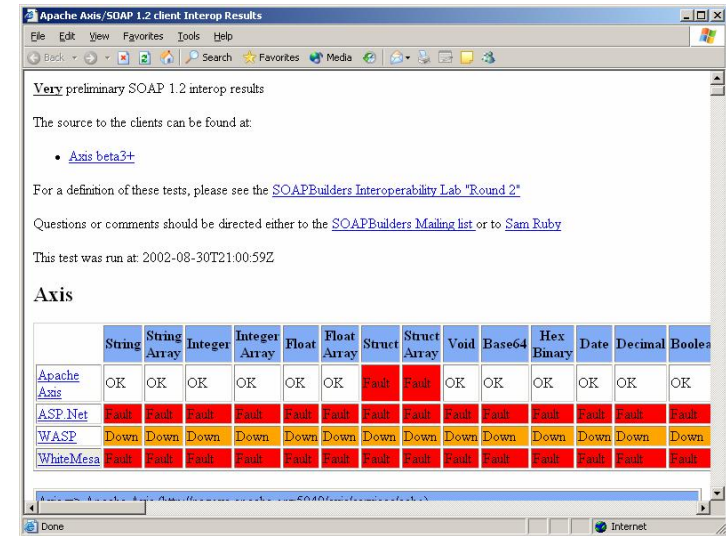 Apache Axis/SOAP 1.2 client Interop Results
File Edit View Favorites Tools Help
Back Search Favorites Media
Very preliminary SOAP 1.2 interop results
The source to the clients can be found at:
Axis beta3+
For a definition of these tests, please see the SOAPBuilders Interoperability Lab "Round 2"
Questions or comments should be directed either to the SOAPBuilders Mailing list or to Sam Ruby
This test was run at: 2002-08-30T21:00:59Z
Axis
String String Array Integer Integer Array Float Float Array Struct Struct Array Void Base64 Hex Binary Date Decimal Boolea
Apache Axis OK OK OK OK OK OK Fault Fault OK OK OK OK OK OK
ASP.Net Fault Fault Fault Fault Fault Fault Fault Fault Fault Fault Fault Fault Fault Fault
WASP Down Down Down Down Down Down Down Down Down Down Down Down Down Down
WhiteMesa Fault Fault Fault Fault Fault Fault Fault Fault Fault Fault Fault Fault Fault Fault
Done Internet